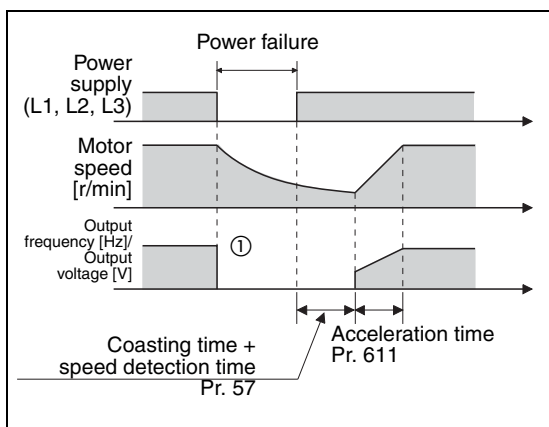 Power failure
Power
supply
(L1, L2, L3)
Motor
speed
[r/min]
Output
frequency [Hz]/
Output
voltage [V]
①
Coasting time +
speed detection time
Pr. 57
Acceleration time
Pr. 611